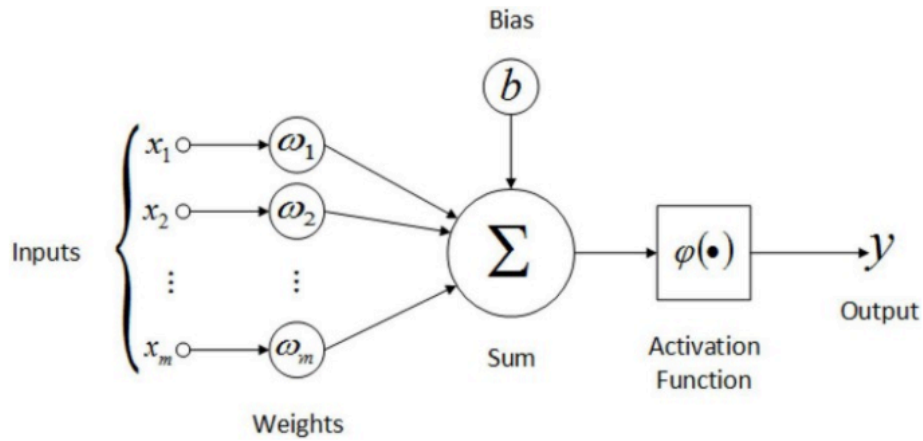 Bias
b
x₁
ω₁
x₂
ω₂
Inputs
⋮
⋮
Σ
φ(•)
y
Output
xₘ
ωₘ
Sum
Activation
Function
Weights